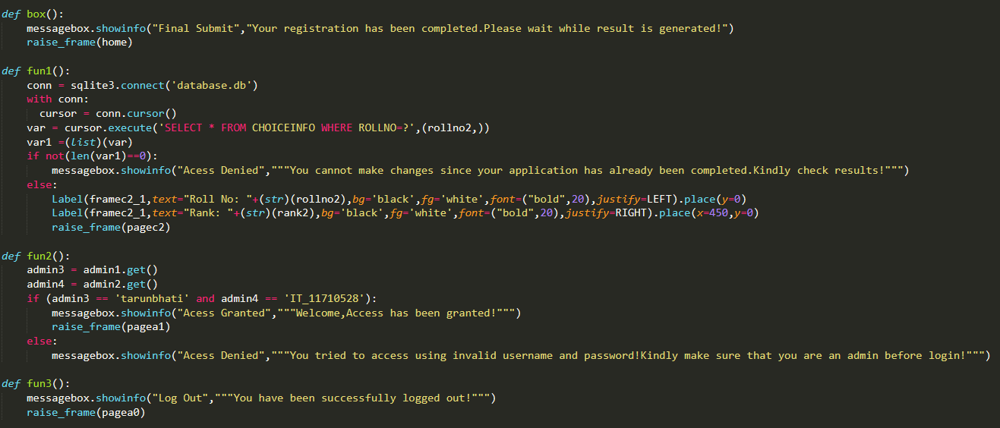 def box():
    messagebox.showinfo("Final Submit","Your registration has been completed.Please wait while result is generated!")
    raise_frame(home)

def fun1():
    conn = sqlite3.connect('database.db')
    with conn:
      cursor = conn.cursor()
    var = cursor.execute('SELECT * FROM CHOICEINFO WHERE ROLLNO=?',(rollno2,))
    var1 =(list)(var)
    if not(len(var1)==0):
        messagebox.showinfo("Acess Denied","""You cannot make changes since your application has already been completed.Kindly check results!""")
    else:
        Label(framec2_1,text="Roll No: "+(str)(rollno2),bg='black',fg='white',font=("bold",20),justify=LEFT).place(y=0)
        Label(framec2_1,text="Rank: "+(str)(rank2),bg='black',fg='white',font=("bold",20),justify=RIGHT).place(x=450,y=0)
        raise_frame(pagec2)

def fun2():
    admin3 = admin1.get()
    admin4 = admin2.get()
    if (admin3 == 'tarunbhati' and admin4 == 'IT_11710528'):
        messagebox.showinfo("Acess Granted","""Welcome,Access has been granted!""")
        raise_frame(pagea1)
    else:
        messagebox.showinfo("Acess Denied","""You tried to access using invalid username and password!Kindly make sure that you are an admin before login!""")

def fun3():
    messagebox.showinfo("Log Out","""You have been successfully logged out!""")
    raise_frame(pagea0)